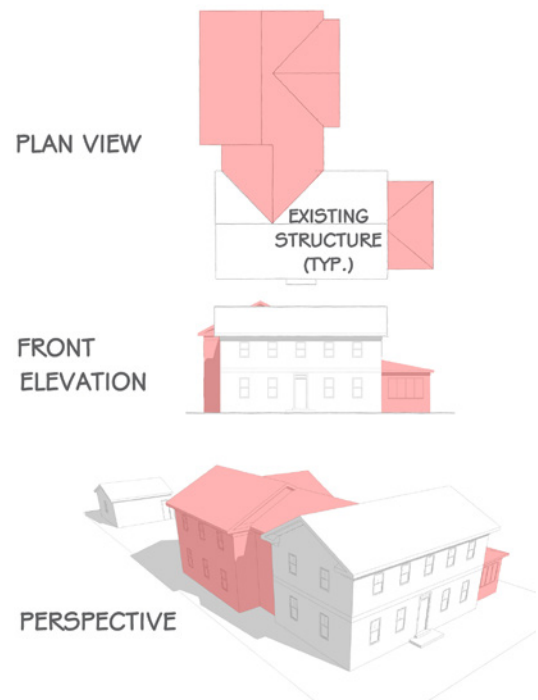 PLAN VIEW
EXISTING
STRUCTURE
(TYP.)
FRONT
ELEVATION
PERSPECTIVE